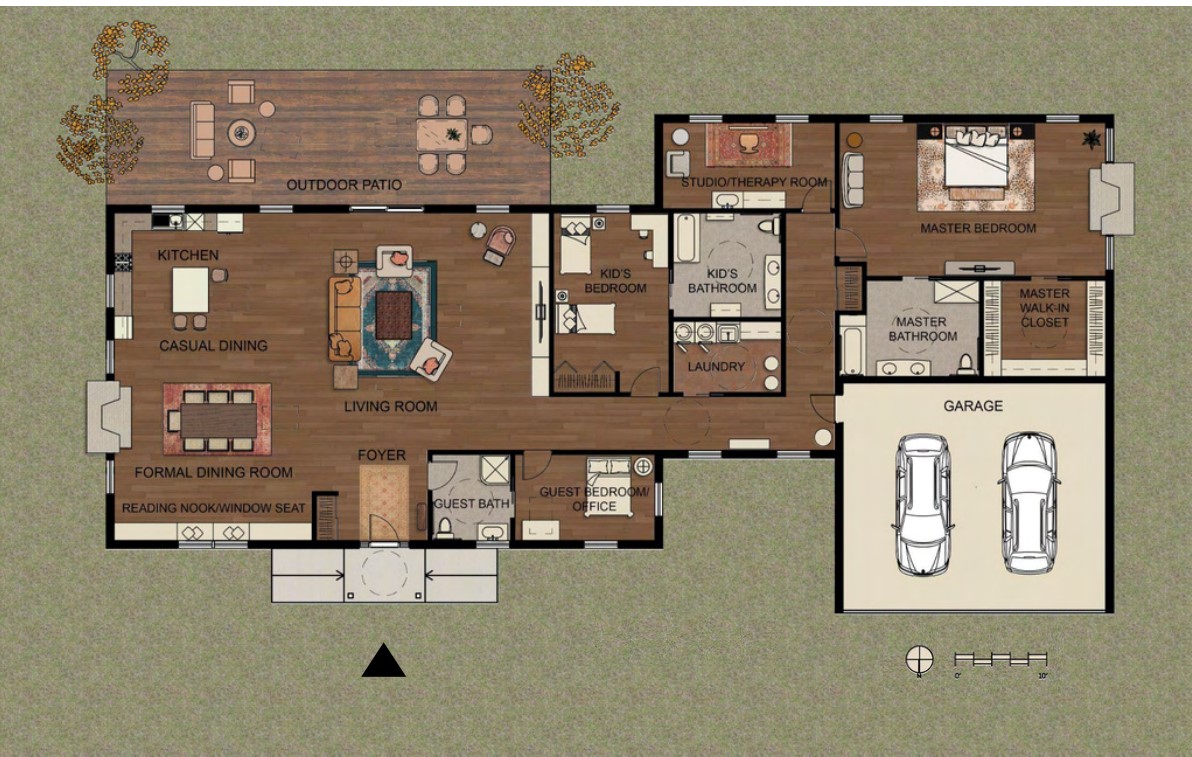 OUTDOOR PATIO
STUDIO/THERAPY ROOM
MASTER BEDROOM
KITCHEN
KID'S
BEDROOM
KID'S
BATHROOM
MASTER
WALK-IN
CLOSET
MASTER
BATHROOM
CASUAL DINING
LAUNDRY
LIVING ROOM
GARAGE
FOYER
FORMAL DINING ROOM
GUEST BEDROOM/
OFFICE
GUEST BATH
READING NOOK/WINDOW SEAT
N
0'
10'